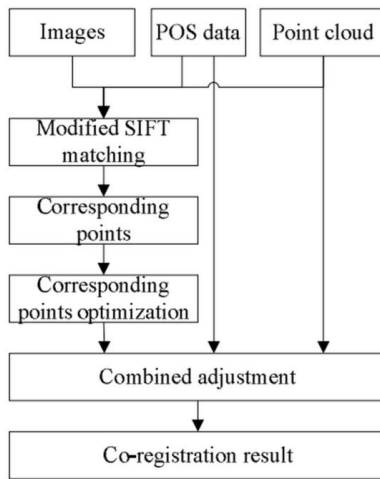 Images
POS data
Point cloud
Modified SIFT
matching
Corresponding
points
Corresponding
points optimization
Combined adjustment
Co-registration result